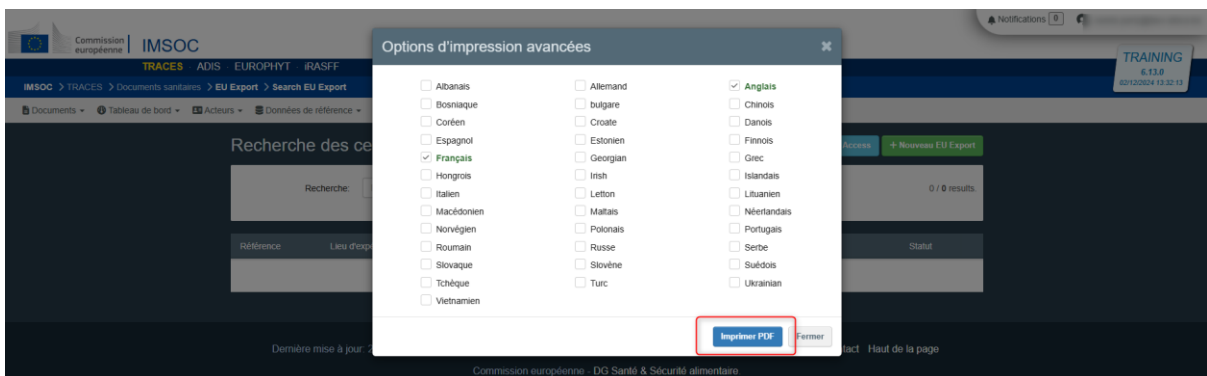 Notifications 0
Commission
européenne
IMSOC
TRACES ADIS EUROPHYT iRASFF
TRAINING
6.13.0
02/12/2024 13:32:13
IMSOC > TRACES > Documents sanitaires > EU Export > Search EU Export
Documents Tableau de bord Acteurs Données de référence
Options d'impression avancées
Albanais Allemand Anglais
Bosniaque bulgare Chinois
Coréen Croate Danois
Espagnol Estonien Finnois
Français Georgian Grec
Hongrois Irish Islandais
Italien Letton Lituanien
Macédonien Maltais Néerlandais
Norvégien Polonais Portugais
Roumain Russe Serbe
Slovaque Slovène Suédois
Tchèque Turc Ukrainian
Vietnamien
Imprimer PDF Fermer
Recherche des
Access + Nouveau EU Export
Recherche: 0 / 0 results.
Référence Lieu Statut
Dernière mise à jour: Haut de la page
Commission européenne - DG Santé & Sécurité alimentaire